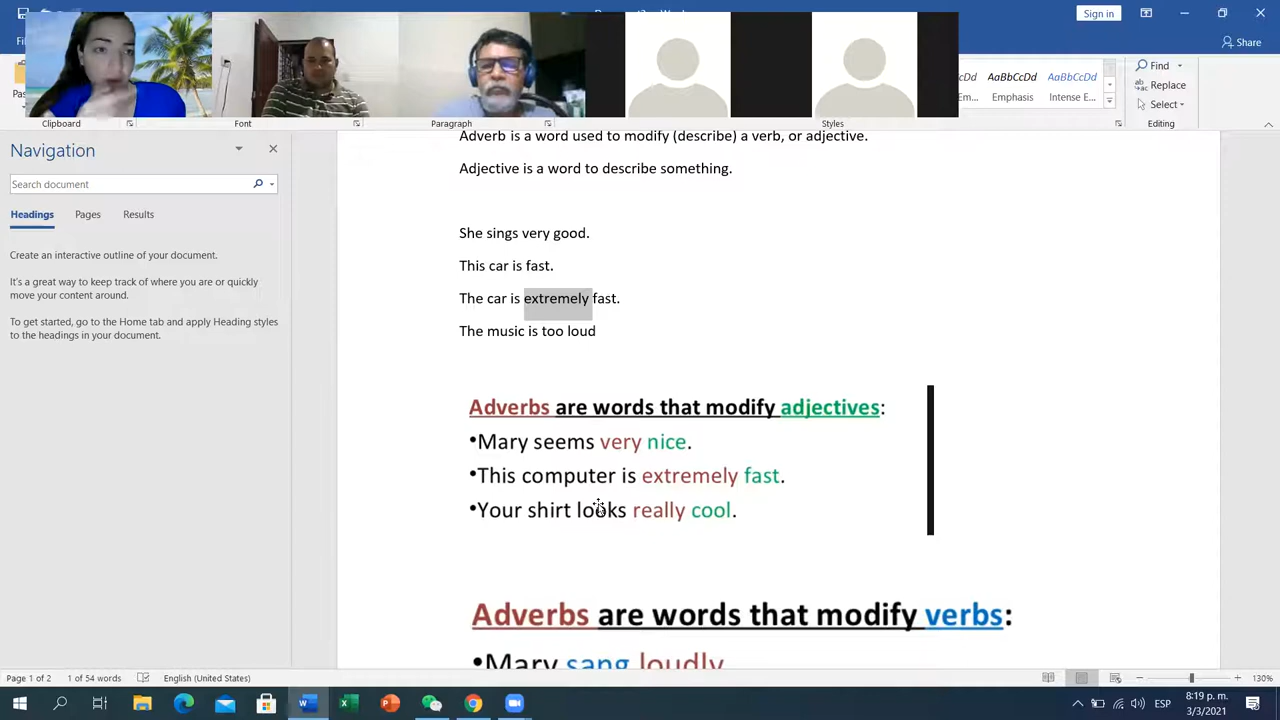 Sign in
Fil
Pas
AaBbCcDd
AaBbCcDd
Em...
Emphasis
Intense E...
Find
Replace
Select
Clipboard
Font
Paragraph
Styles
Editing
Navigation
Search document
Headings
Pages
Results
Create an interactive outline of your document.
It's a great way to keep track of where you are or quickly
move your content around.
To get started, go to the Home tab and apply Heading styles
to the headings in your document.
Adverb is a word used to modify (describe) a verb, or adjective.
Adjective is a word to describe something.
She sings very good.
This car is fast.
The car is extremely fast.
The music is too loud
Adverbs are words that modify adjectives:
•Mary seems very nice.
•This computer is extremely fast.
•Your shirt looks really cool.
Adverbs are words that modify verbs:
•Mary sang loudly
Page 1 of 2
1 of 54 words
English (United States)
130%
ESP
8:19 p. m.
3/3/2021